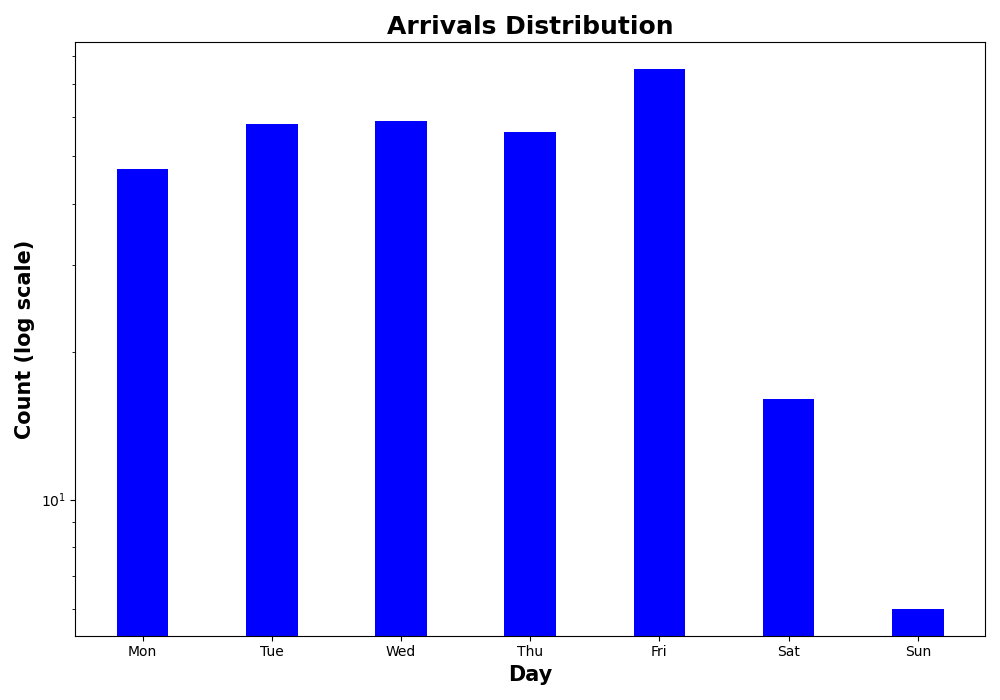 Arrivals Distribution
Count (log scale)
10¹
Mon Tue Wed Thu Fri Sat Sun
Day